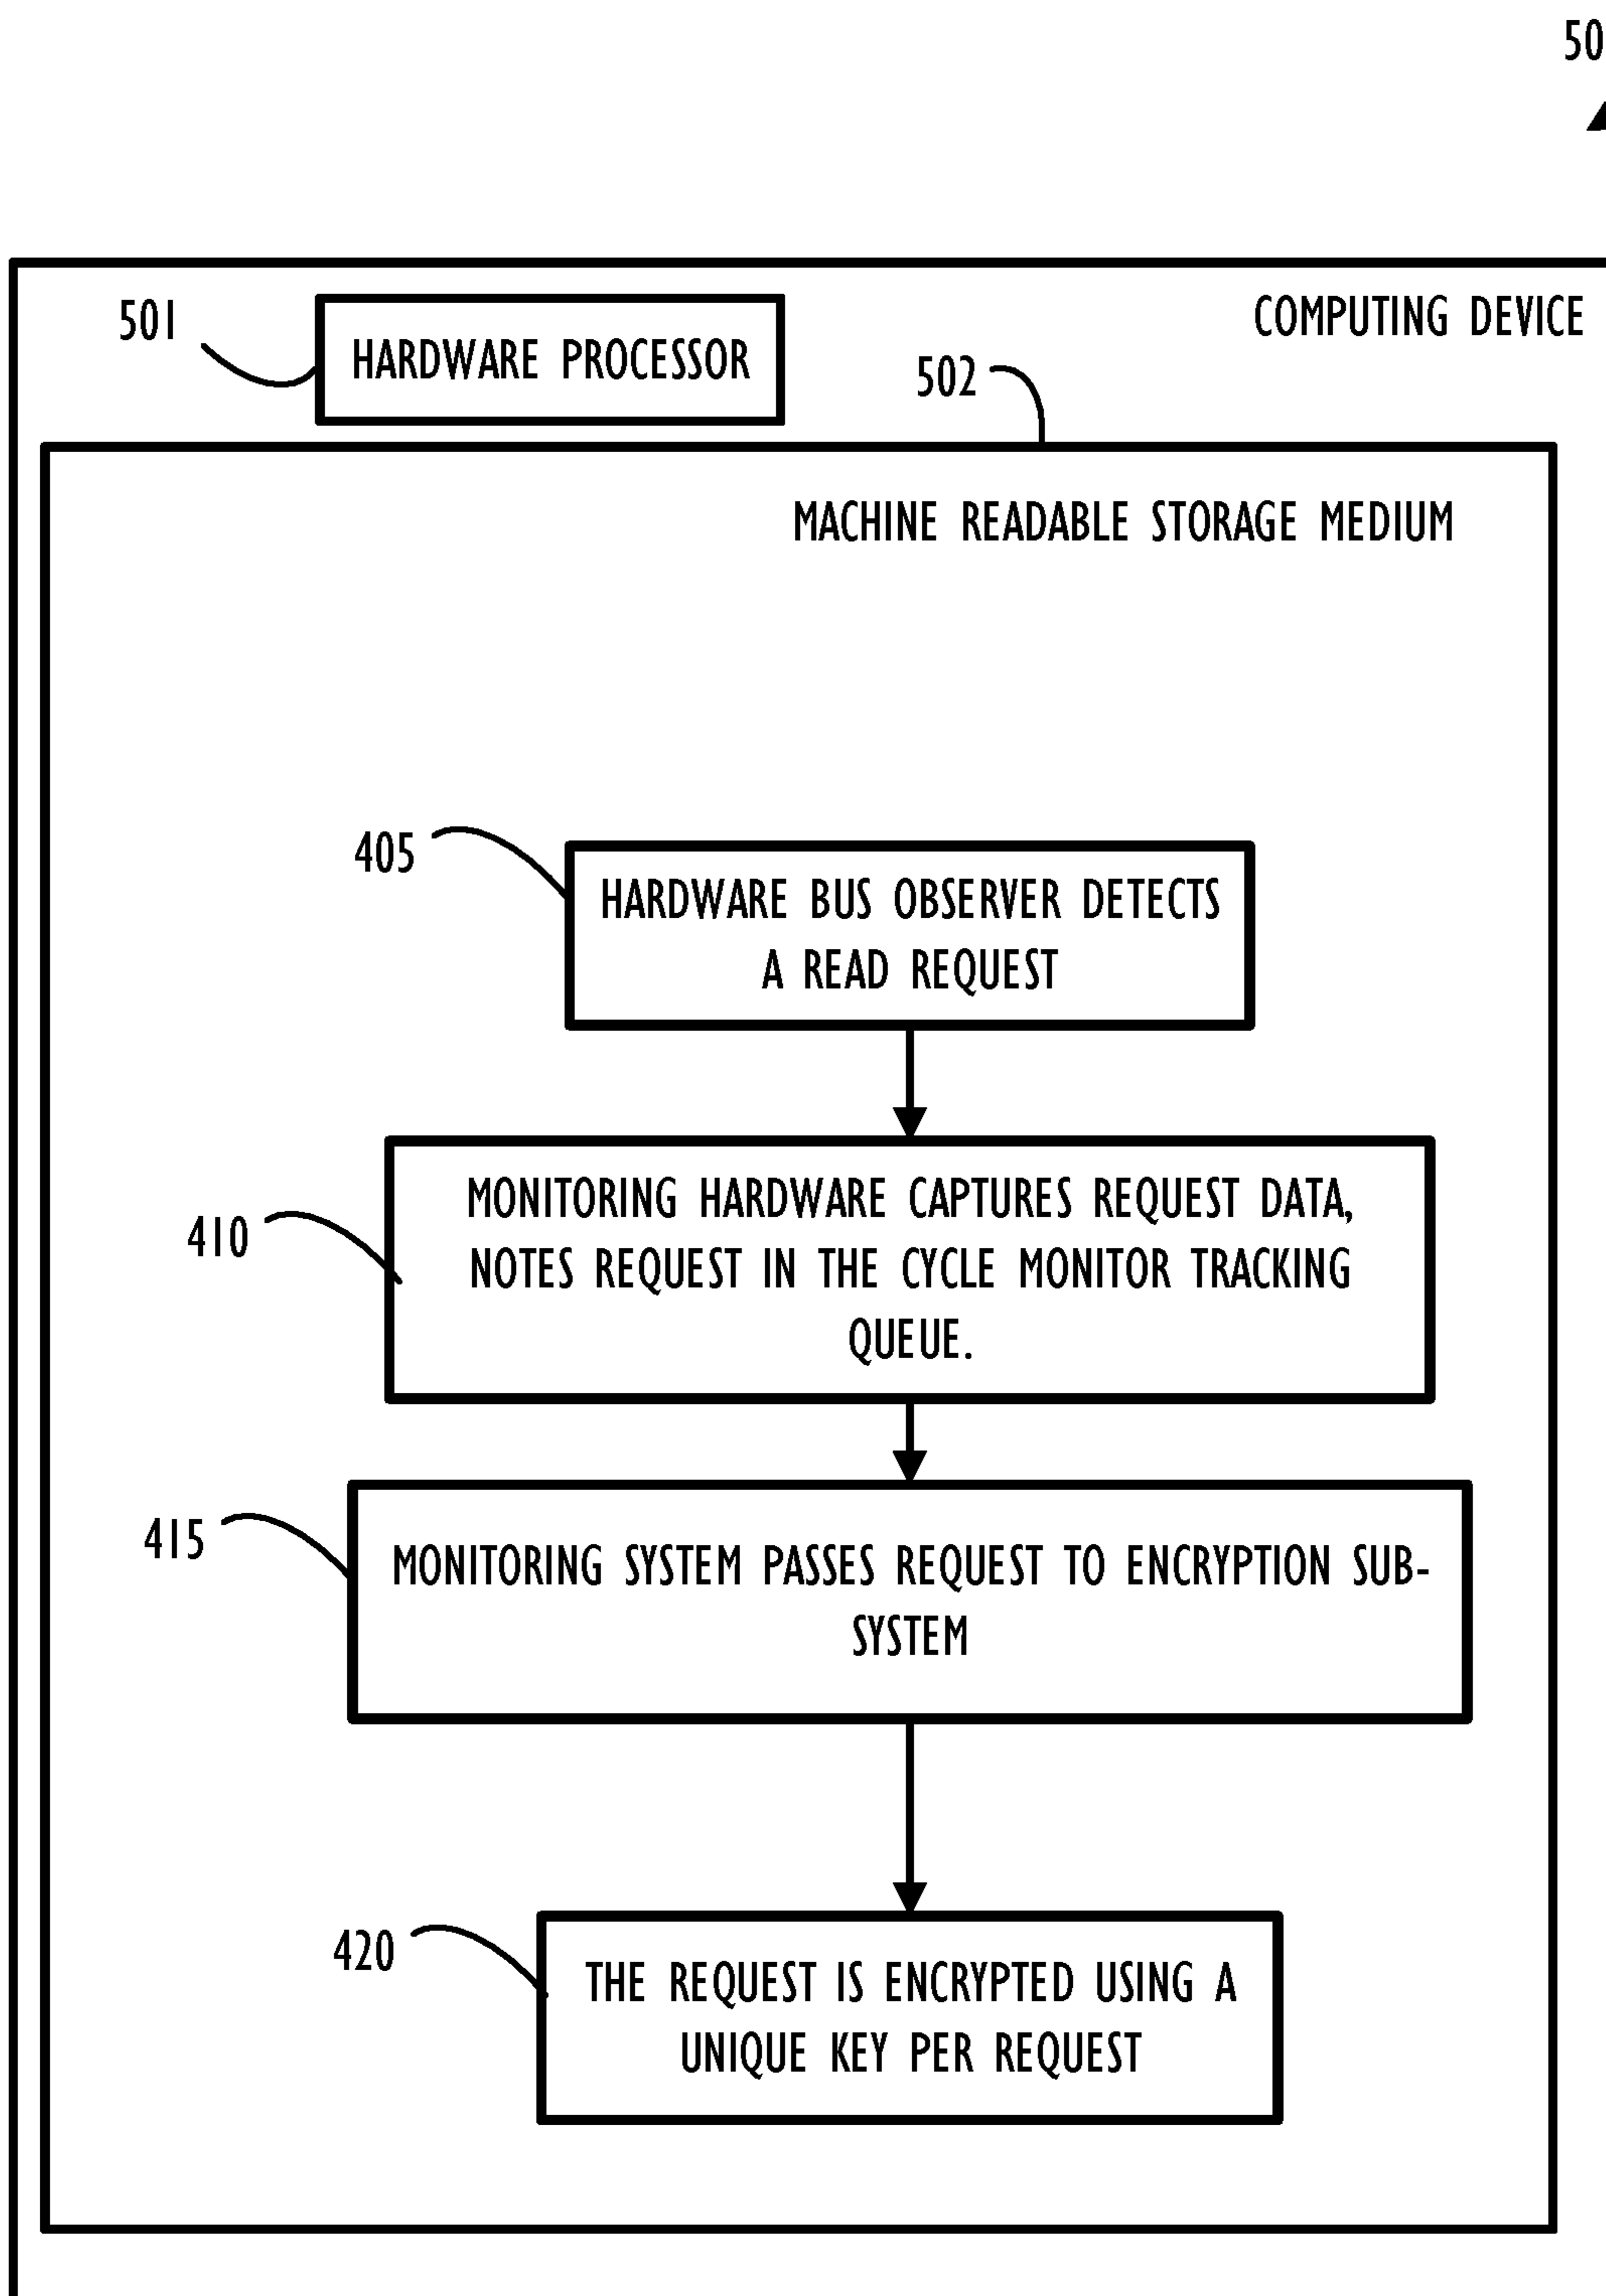 50
COMPUTING DEVICE
501
HARDWARE PROCESSOR
502
MACHINE READABLE STORAGE MEDIUM
405
HARDWARE BUS OBSERVER DETECTS
A READ REQUEST
410
MONITORING HARDWARE CAPTURES REQUEST DATA,
NOTES REQUEST IN THE CYCLE MONITOR TRACKING
QUEUE.
415
MONITORING SYSTEM PASSES REQUEST TO ENCRYPTION SUB-
SYSTEM
420
THE REQUEST IS ENCRYPTED USING A
UNIQUE KEY PER REQUEST